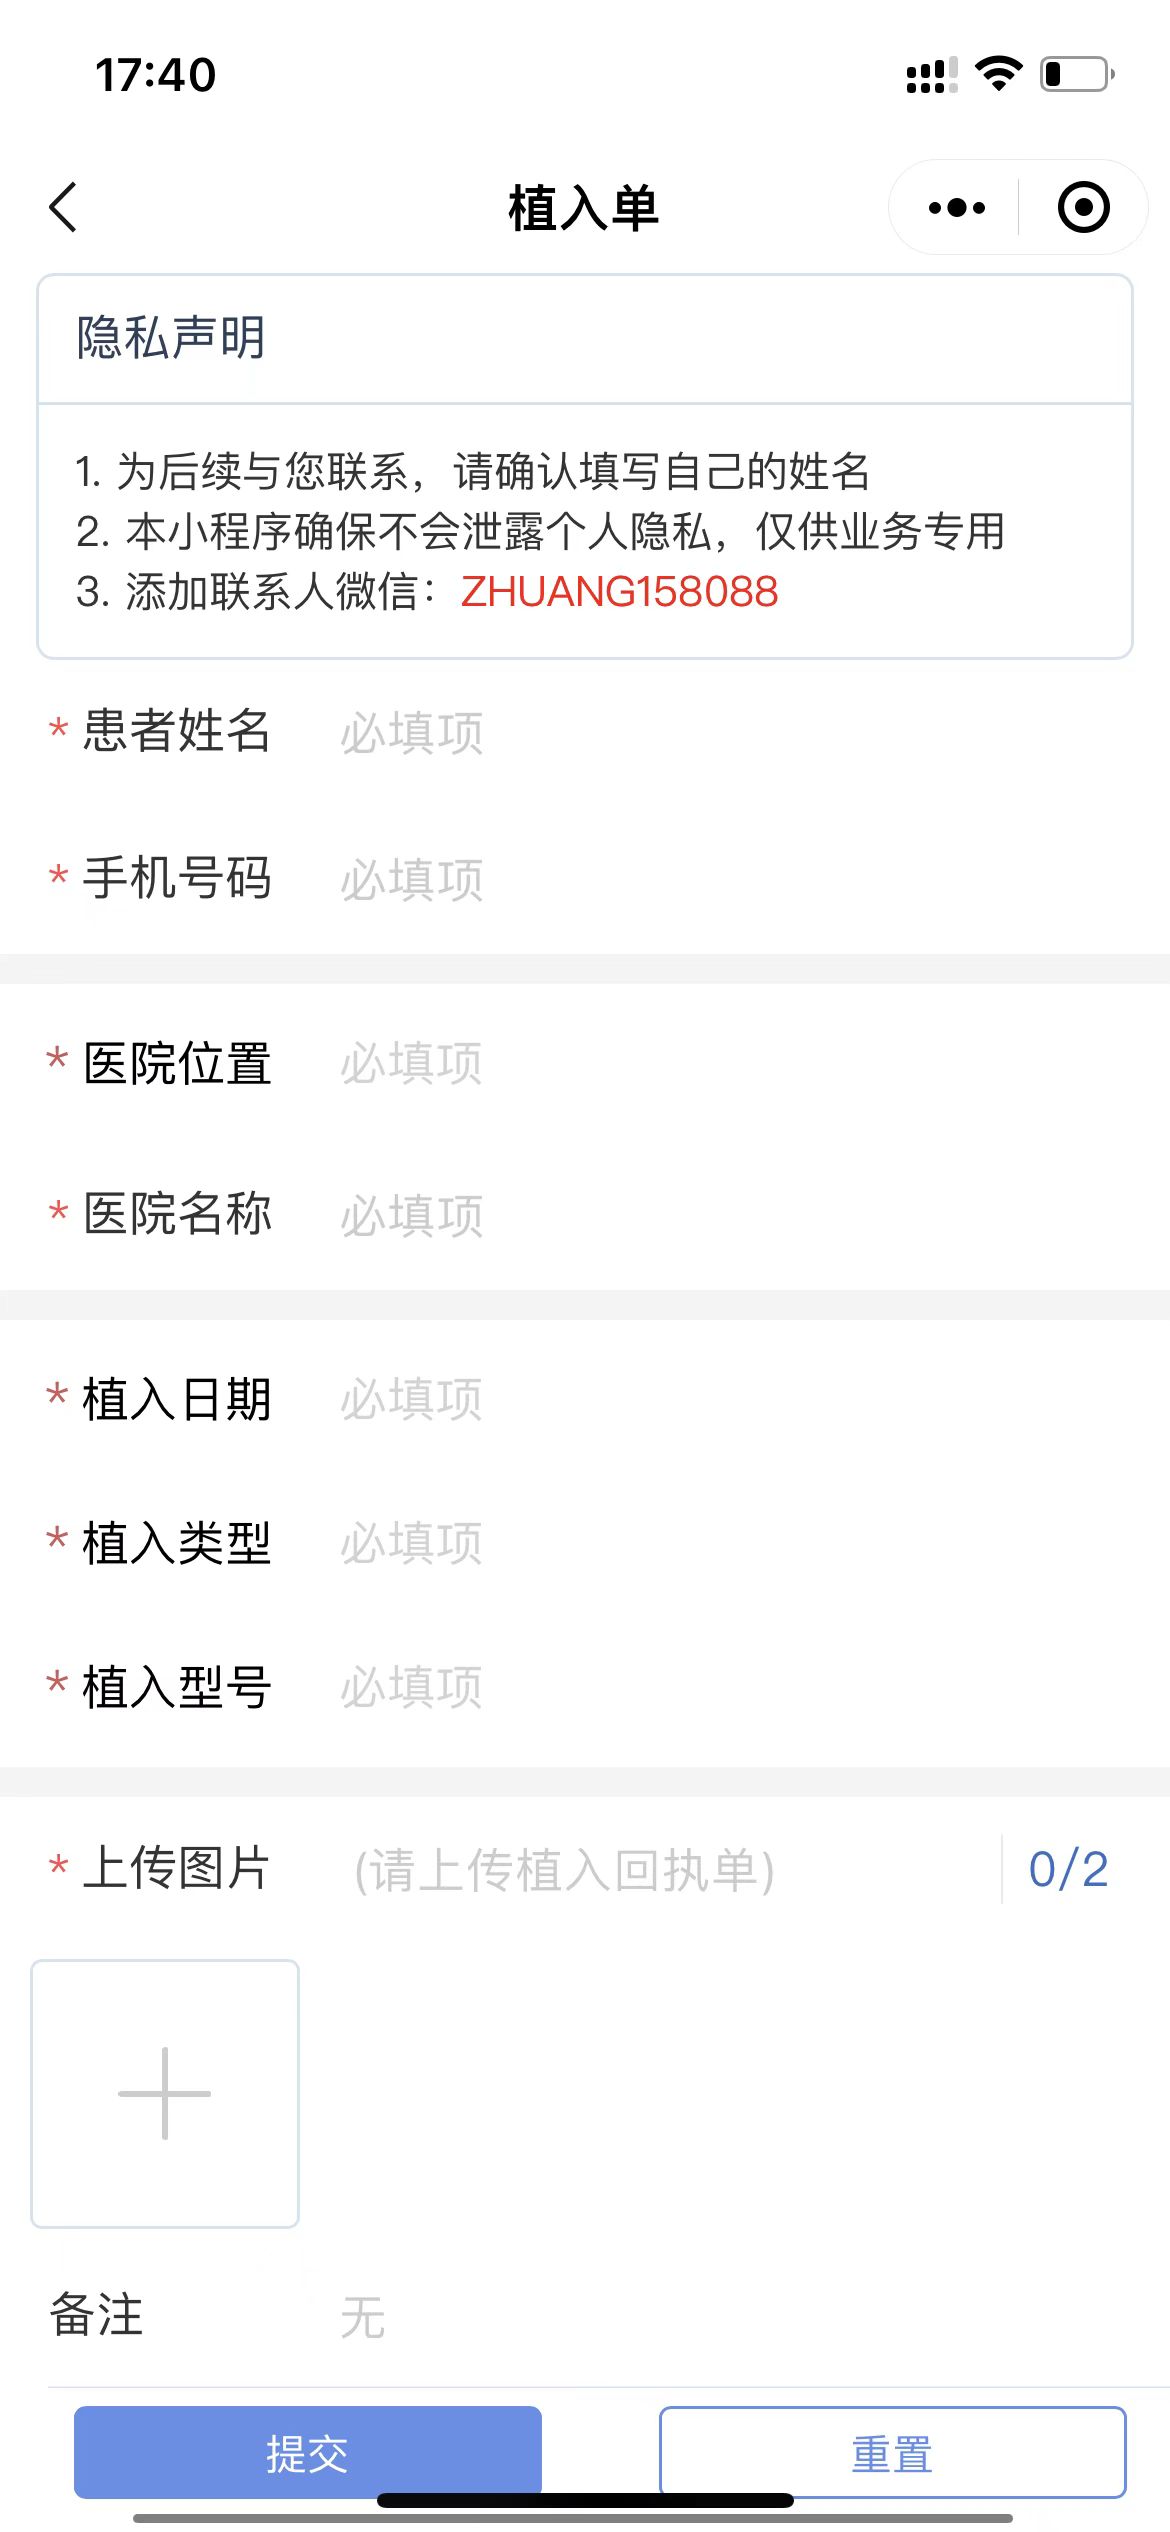 17:40
植入单
隐私声明
1. 为后续与您联系，请确认填写自己的姓名
2. 本小程序确保不会泄露个人隐私，仅供业务专用
3. 添加联系人微信：ZHUANG158088
* 患者姓名 必填项
* 手机号码 必填项
* 医院位置 必填项
* 医院名称 必填项
* 植入日期 必填项
* 植入类型 必填项
* 植入型号 必填项
* 上传图片 (请上传植入回执单) 0/2
备注 无
提交 重置